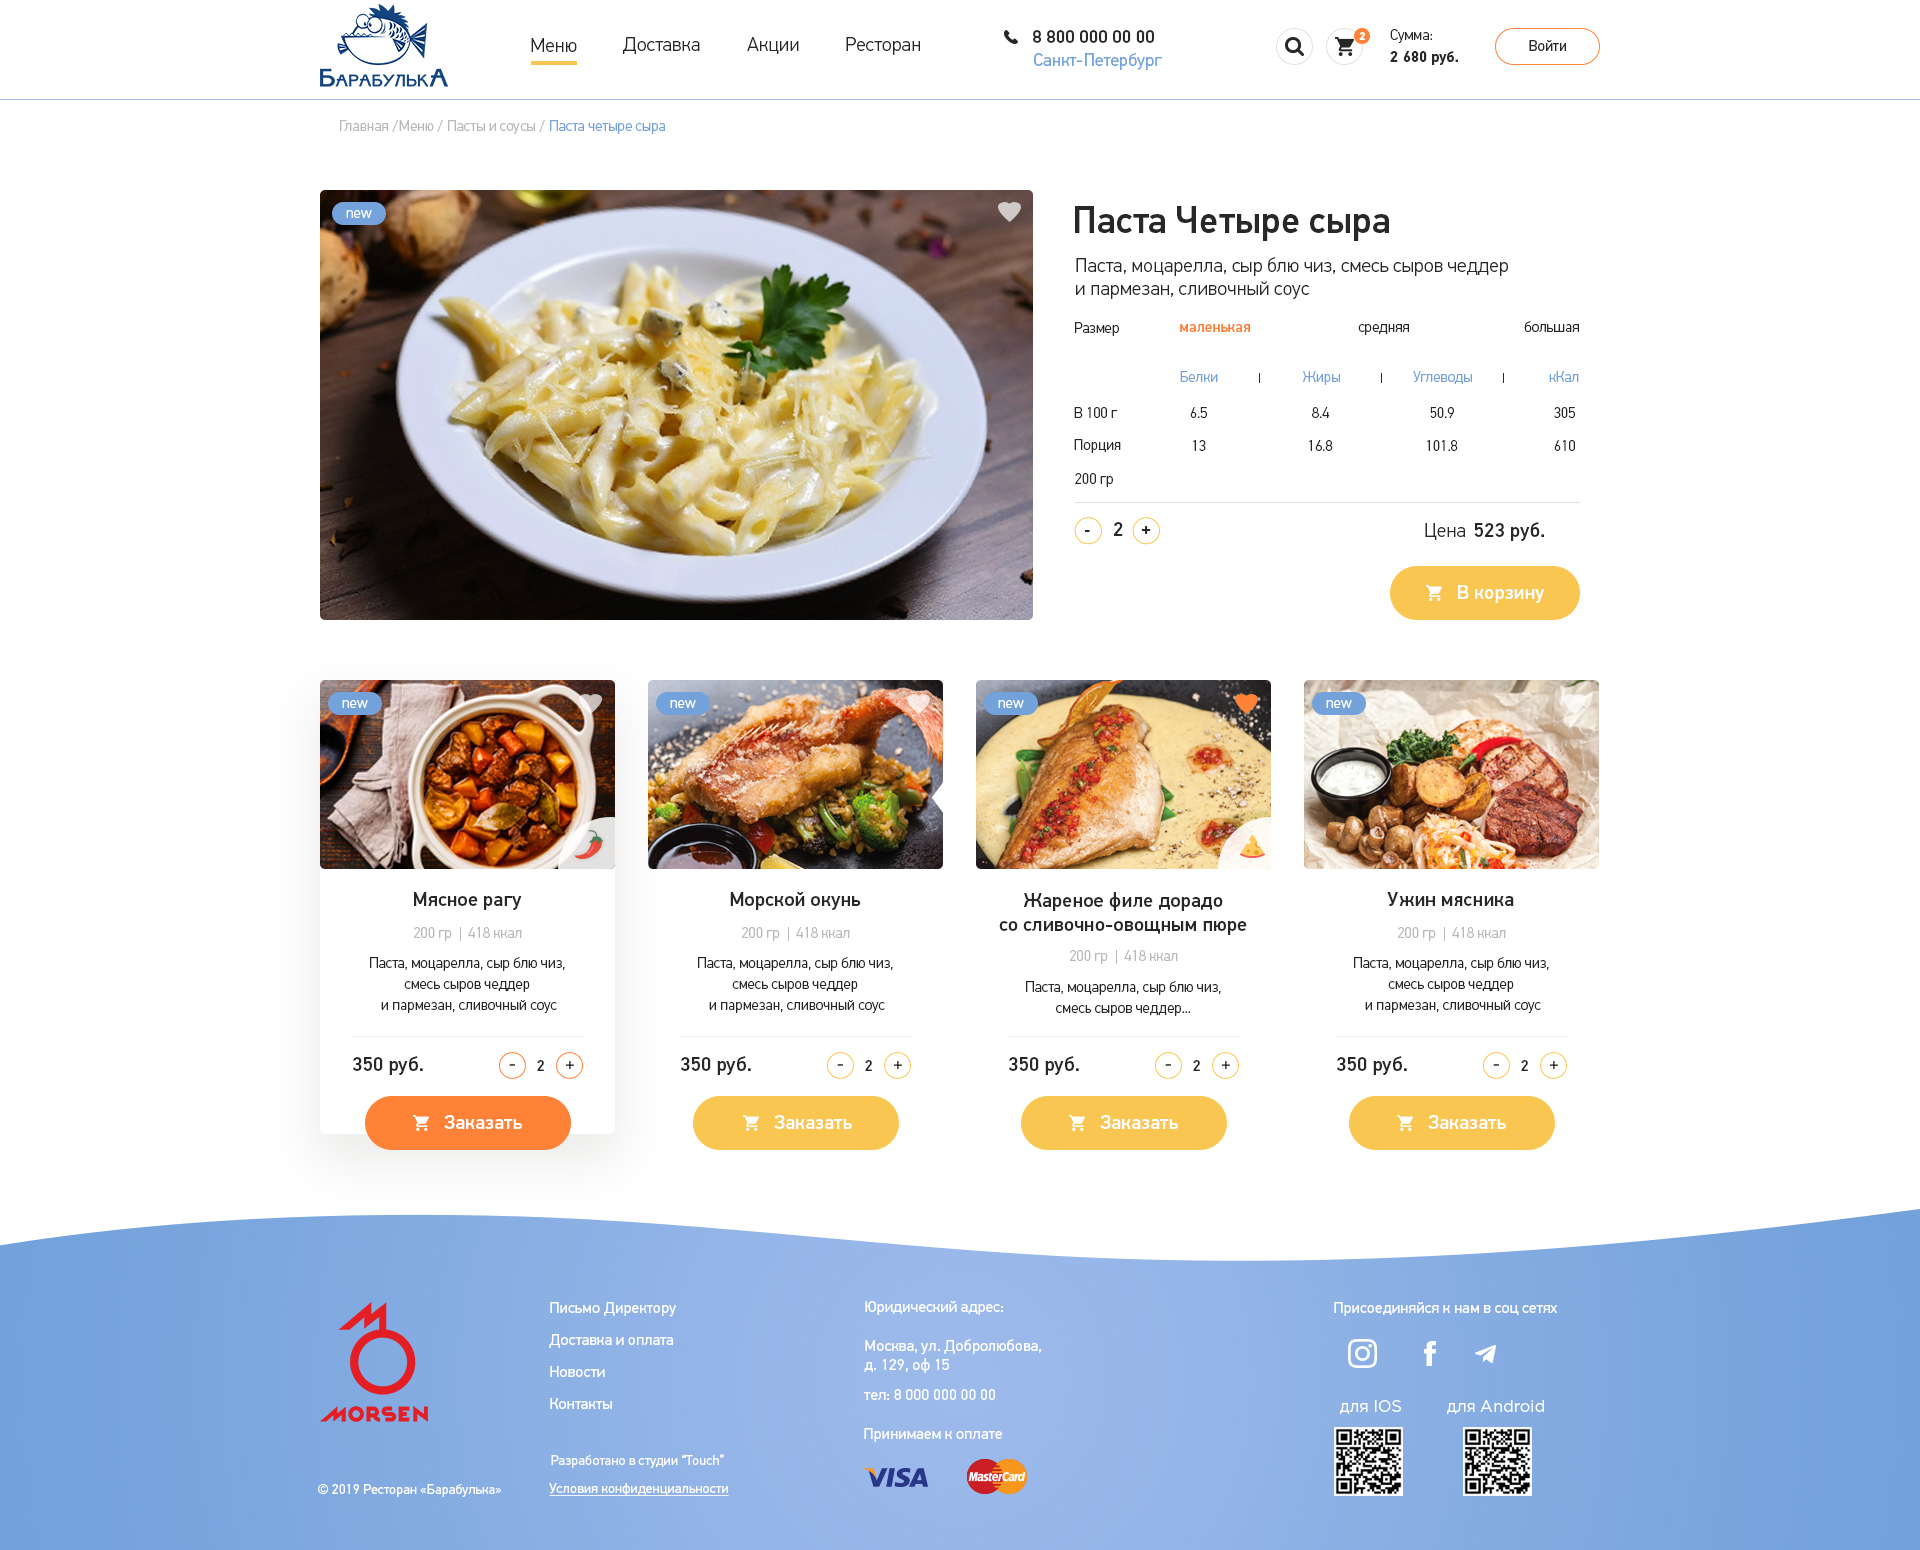 БАРАБУЛЬКА
Меню
Доставка
Акции
Ресторан
8 800 000 00 00
Санкт-Петербург
2
Сумма:
2 680 руб.
Войти
Главная /Меню / Пасты и соусы / Паста четыре сыра
new
Паста Четыре сыра
Паста, моцарелла, сыр блю чиз, смесь сыров чеддер
и пармезан, сливочный соус
Размер маленькая средняя большая
Белки | Жиры | Углеводы | кКал
В 100 г 6.5 8.4 50.9 305
Порция 13 16.8 101.8 610
200 гр
- 2 + Цена 523 руб.
В корзину
new
Мясное рагу
200 гр | 418 ккал
Паста, моцарелла, сыр блю чиз,
смесь сыров чеддер
и пармезан, сливочный соус
350 руб. - 2 +
Заказать
new
Морской окунь
200 гр | 418 ккал
Паста, моцарелла, сыр блю чиз,
смесь сыров чеддер
и пармезан, сливочный соус
350 руб. - 2 +
Заказать
new
Жареное филе дорадо
со сливочно-овощным пюре
200 гр | 418 ккал
Паста, моцарелла, сыр блю чиз,
смесь сыров чеддер...
350 руб. - 2 +
Заказать
new
Ужин мясника
200 гр | 418 ккал
Паста, моцарелла, сыр блю чиз,
смесь сыров чеддер
и пармезан, сливочный соус
350 руб. - 2 +
Заказать
MORSEN
© 2019 Ресторан «Барабулька»
Письмо Директору
Доставка и оплата
Новости
Контакты
Разработано в студии “Touch”
Условия конфиденциальности
Юридический адрес:
Москва, ул. Добролюбова,
д. 129, оф 15
тел: 8 000 000 00 00
Принимаем к оплате
VISA
MasterCard
Присоединяйся к нам в соц сетях
для IOS
для Android